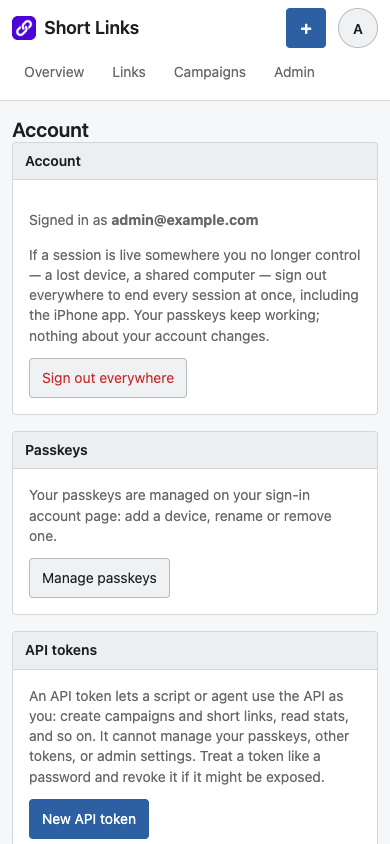 Short Links
+
A
Overview Links Campaigns Admin
Account
Account
Signed in as admin@example.com
If a session is live somewhere you no longer control
— a lost device, a shared computer — sign out
everywhere to end every session at once, including
the iPhone app. Your passkeys keep working;
nothing about your account changes.
Sign out everywhere
Passkeys
Your passkeys are managed on your sign-in
account page: add a device, rename or remove
one.
Manage passkeys
API tokens
An API token lets a script or agent use the API as
you: create campaigns and short links, read stats,
and so on. It cannot manage your passkeys, other
tokens, or admin settings. Treat a token like a
password and revoke it if it might be exposed.
New API token